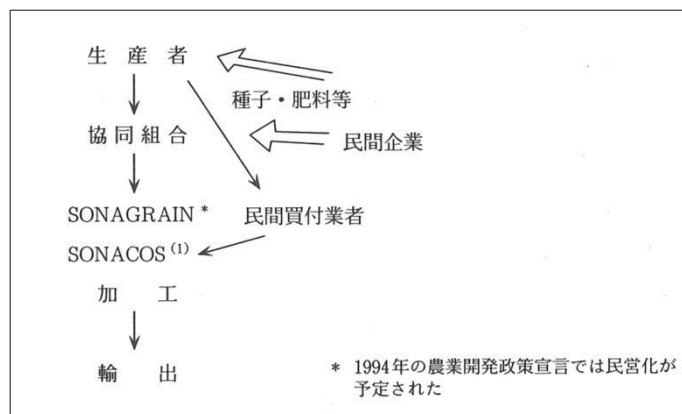 生産者
種子・肥料等
協同組合
民間企業
SONAGRAIN* 民間買付業者
SONACOS(1)
加工
輸出
* 1994年の農業開発政策宣言では民営化が
予定された